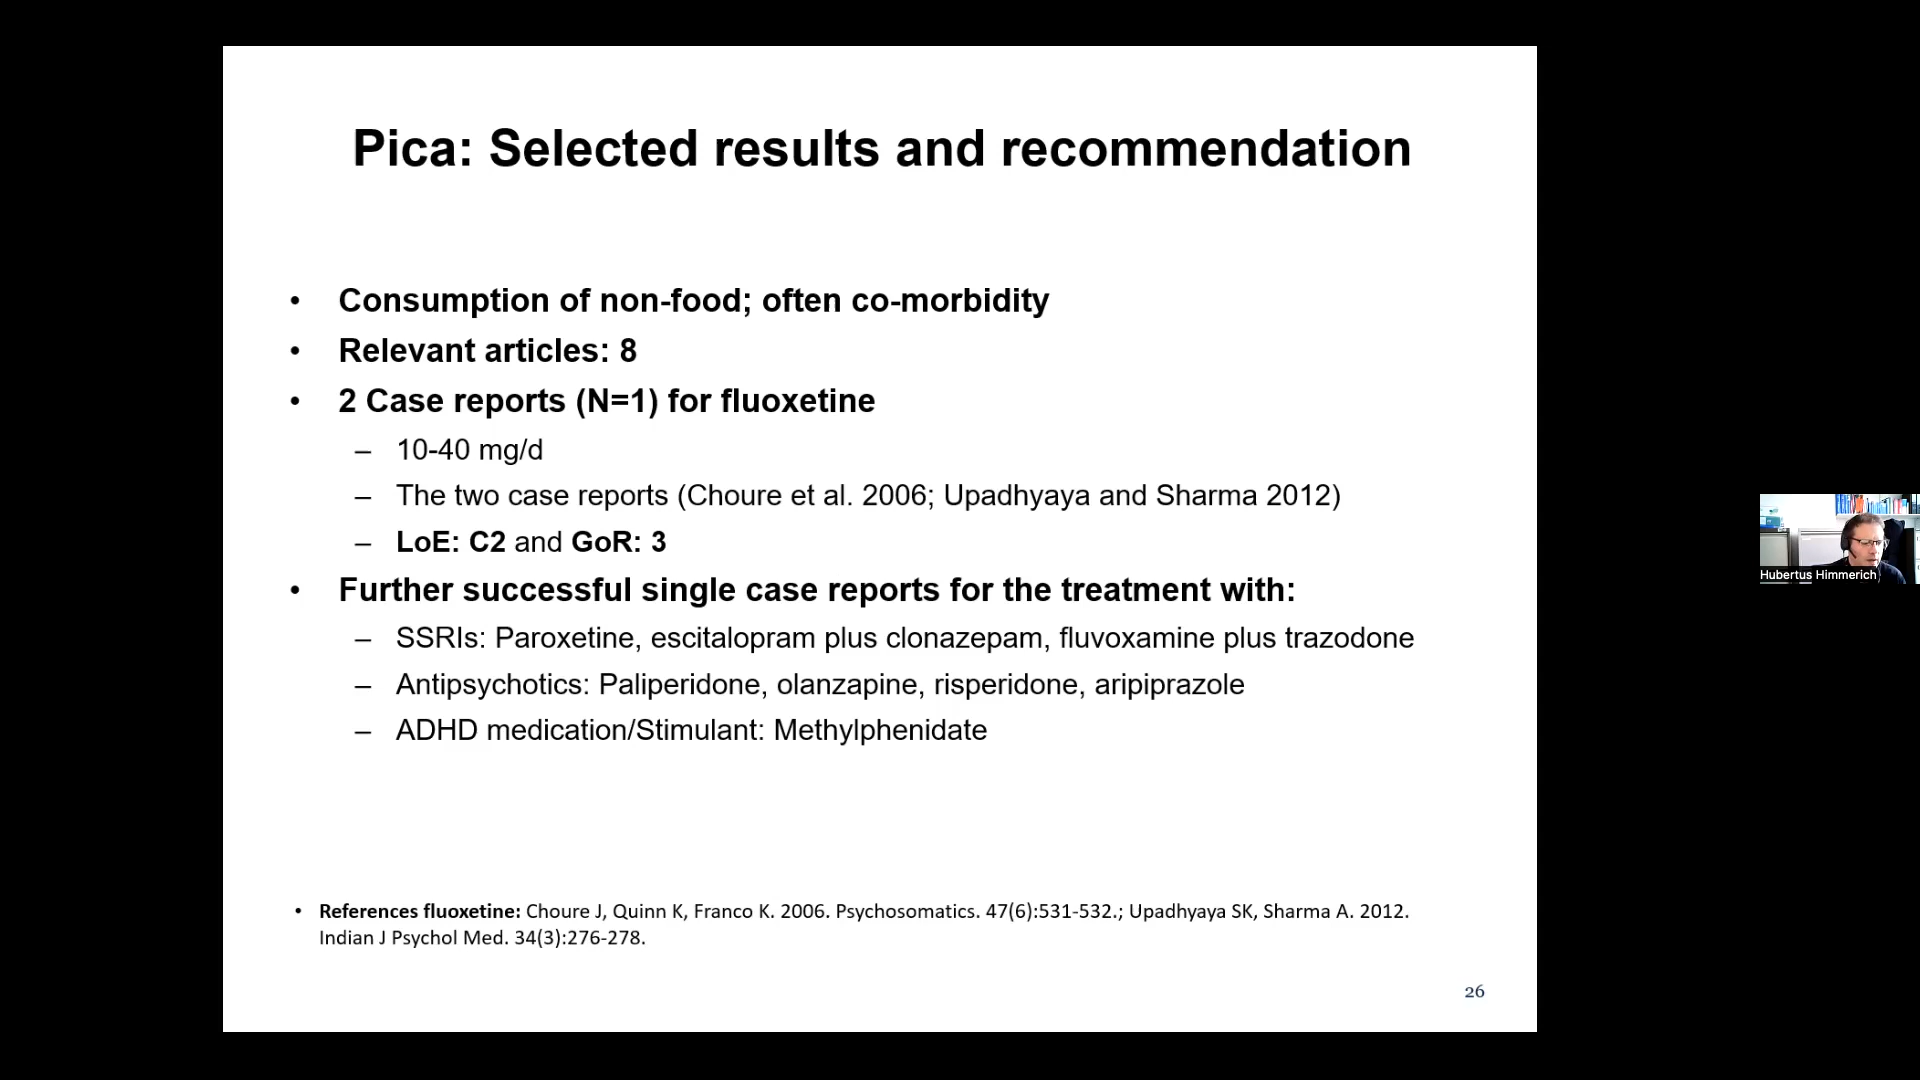 Pica: Selected results and recommendation
• Consumption of non-food; often co-morbidity
• Relevant articles: 8
• 2 Case reports (N=1) for fluoxetine
– 10-40 mg/d
– The two case reports (Choure et al. 2006; Upadhyaya and Sharma 2012)
– LoE: C2 and GoR: 3
• Further successful single case reports for the treatment with:
– SSRIs: Paroxetine, escitalopram plus clonazepam, fluvoxamine plus trazodone
– Antipsychotics: Paliperidone, olanzapine, risperidone, aripiprazole
– ADHD medication/Stimulant: Methylphenidate
• References fluoxetine: Choure J, Quinn K, Franco K. 2006. Psychosomatics. 47(6):531-532.; Upadhyaya SK, Sharma A. 2012.
Indian J Psychol Med. 34(3):276-278.
26
Hubertus Himmerich